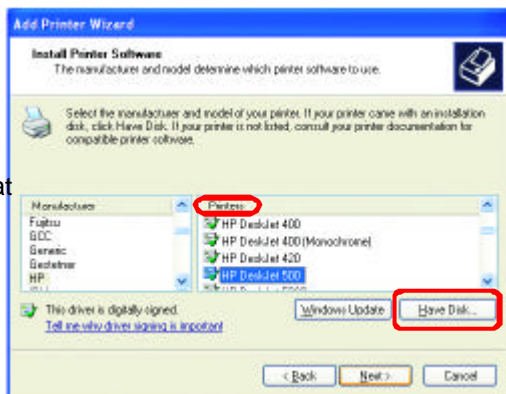 Add Printer Wizard
Install Printer Software
The manufacturer and model determine which printer software to use.
Select the manufacturer and model of your printer. If your printer came with an installation
disk, click Have Disk. If your printer is not listed, consult your printer documentation for
compatible printer software.
at
Manufacturer
Fujitsu
GCC
Generic
Gestetner
HP
Printers
HP DeskJet 400
HP DeskJet 400 (Monochrome)
HP DeskJet 420
HP DeskJet 500
This driver is digitally signed.
Tell me why driver signing is important
Windows Update
Have Disk...
< Back
Next >
Cancel